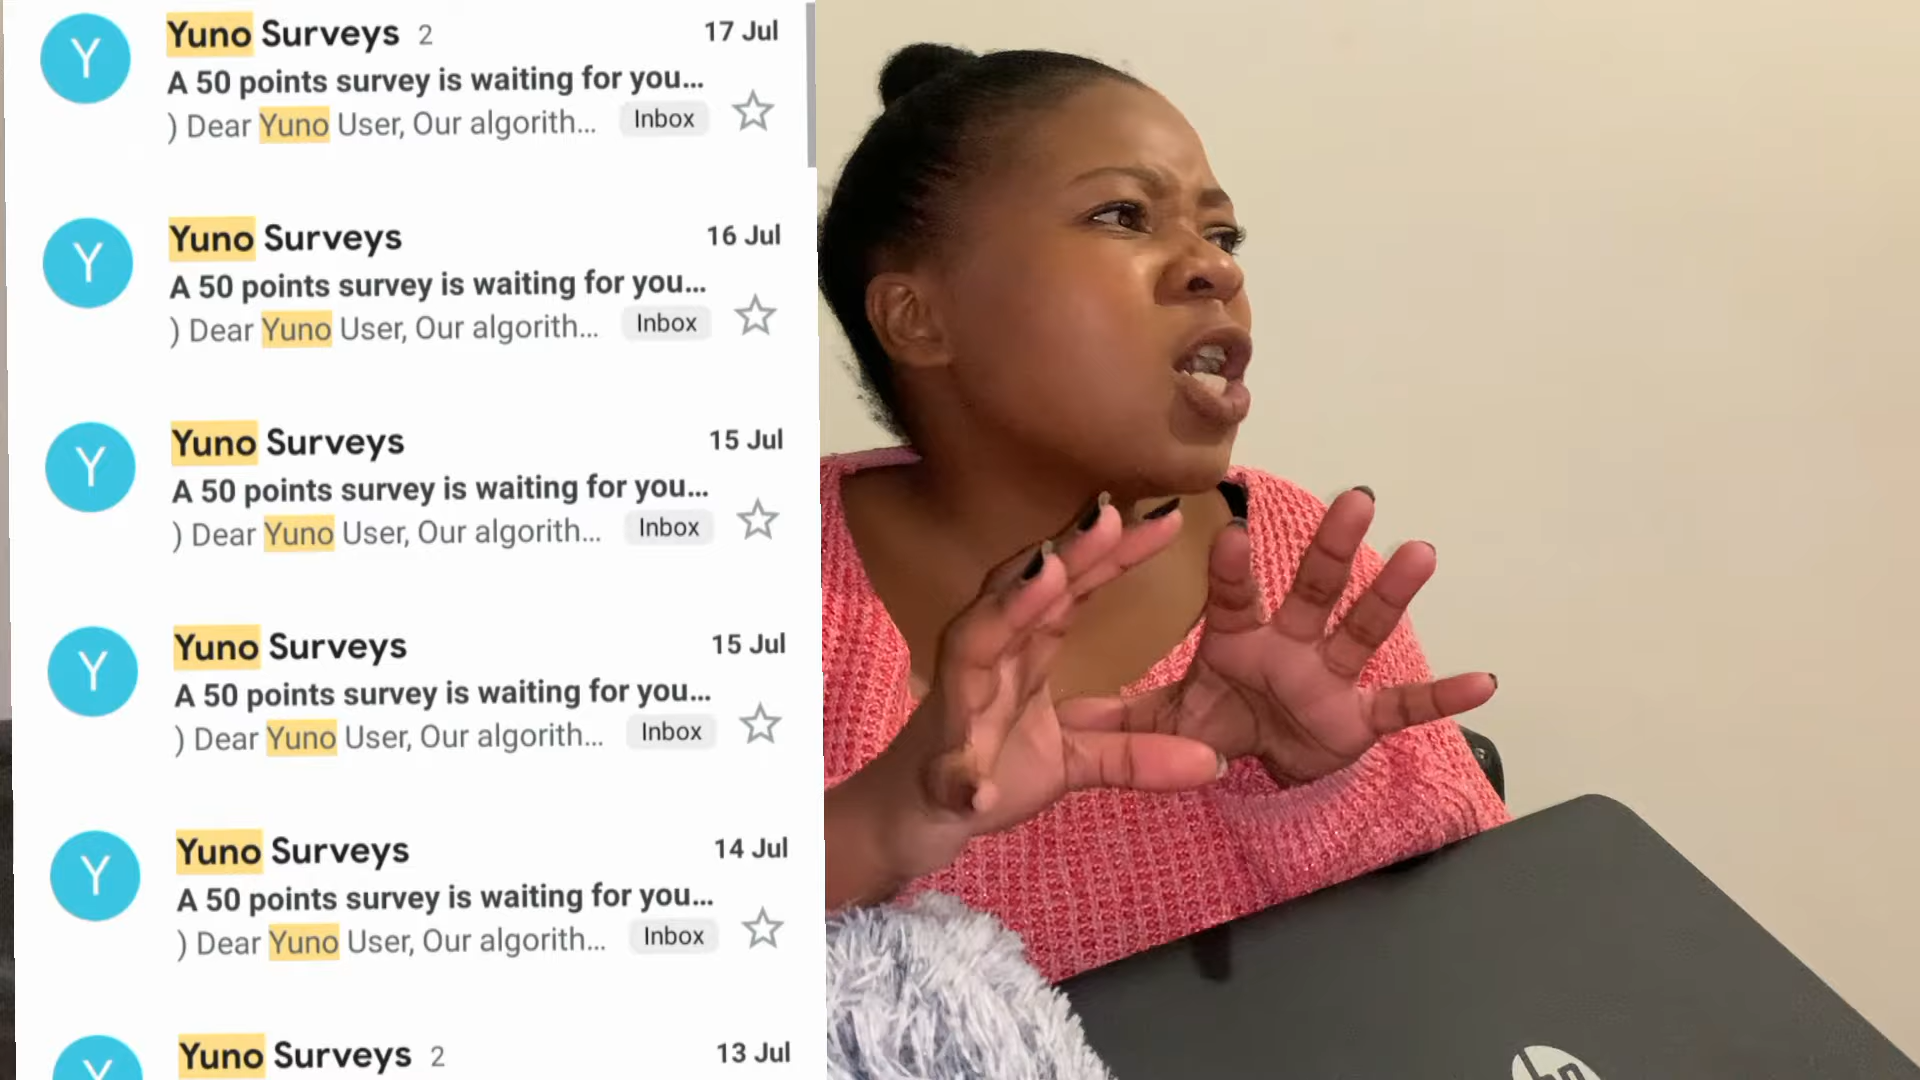 Y
Yuno Surveys 2 17 Jul
A 50 points survey is waiting for you...
) Dear Yuno User, Our algorith... Inbox
Y
Yuno Surveys 16 Jul
A 50 points survey is waiting for you...
) Dear Yuno User, Our algorith... Inbox
Y
Yuno Surveys 15 Jul
A 50 points survey is waiting for you...
) Dear Yuno User, Our algorith... Inbox
Y
Yuno Surveys 15 Jul
A 50 points survey is waiting for you...
) Dear Yuno User, Our algorith... Inbox
Y
Yuno Surveys 14 Jul
A 50 points survey is waiting for you...
) Dear Yuno User, Our algorith... Inbox
Y
Yuno Surveys 2 13 Jul
hp